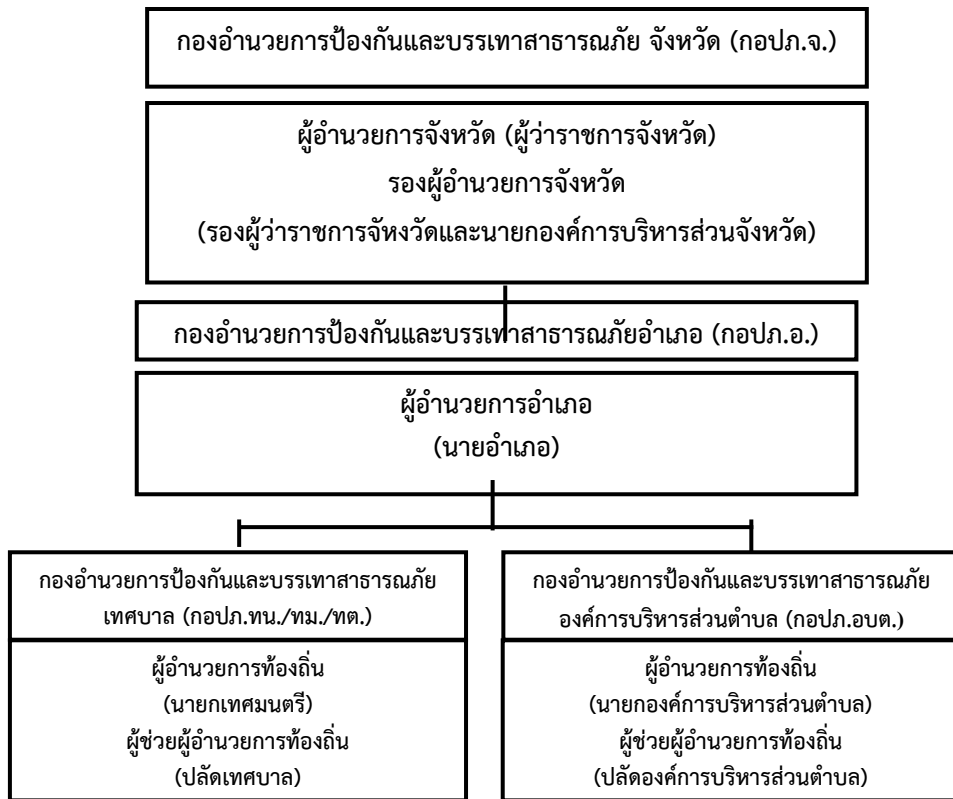 กองอำนวยการป้องกันและบรรเทาสาธารณภัย จังหวัด (กอปภ.จ.)
ผู้อำนวยการจังหวัด (ผู้ว่าราชการจังหวัด)
รองผู้อำนวยการจังหวัด
(รองผู้ว่าราชการจัหงวัดและนายกองค์การบริหารส่วนจังหวัด)
กองอำนวยการป้องกันและบรรเทาสาธารณภัยอำเภอ (กอปภ.อ.)
ผู้อำนวยการอำเภอ
(นายอำเภอ)
กองอำนวยการป้องกันและบรรเทาสาธารณภัย
เทศบาล (กอปภ.ทน./ทม./ทต.)
ผู้อำนวยการท้องถิ่น
(นายกเทศมนตรี)
ผู้ช่วยผู้อำนวยการท้องถิ่น
(ปลัดเทศบาล)
กองอำนวยการป้องกันและบรรเทาสาธารณภัย
องค์การบริหารส่วนตำบล (กอปภ.อบต.)
ผู้อำนวยการท้องถิ่น
(นายกองค์การบริหารส่วนตำบล)
ผู้ช่วยผู้อำนวยการท้องถิ่น
(ปลัดองค์การบริหารส่วนตำบล)